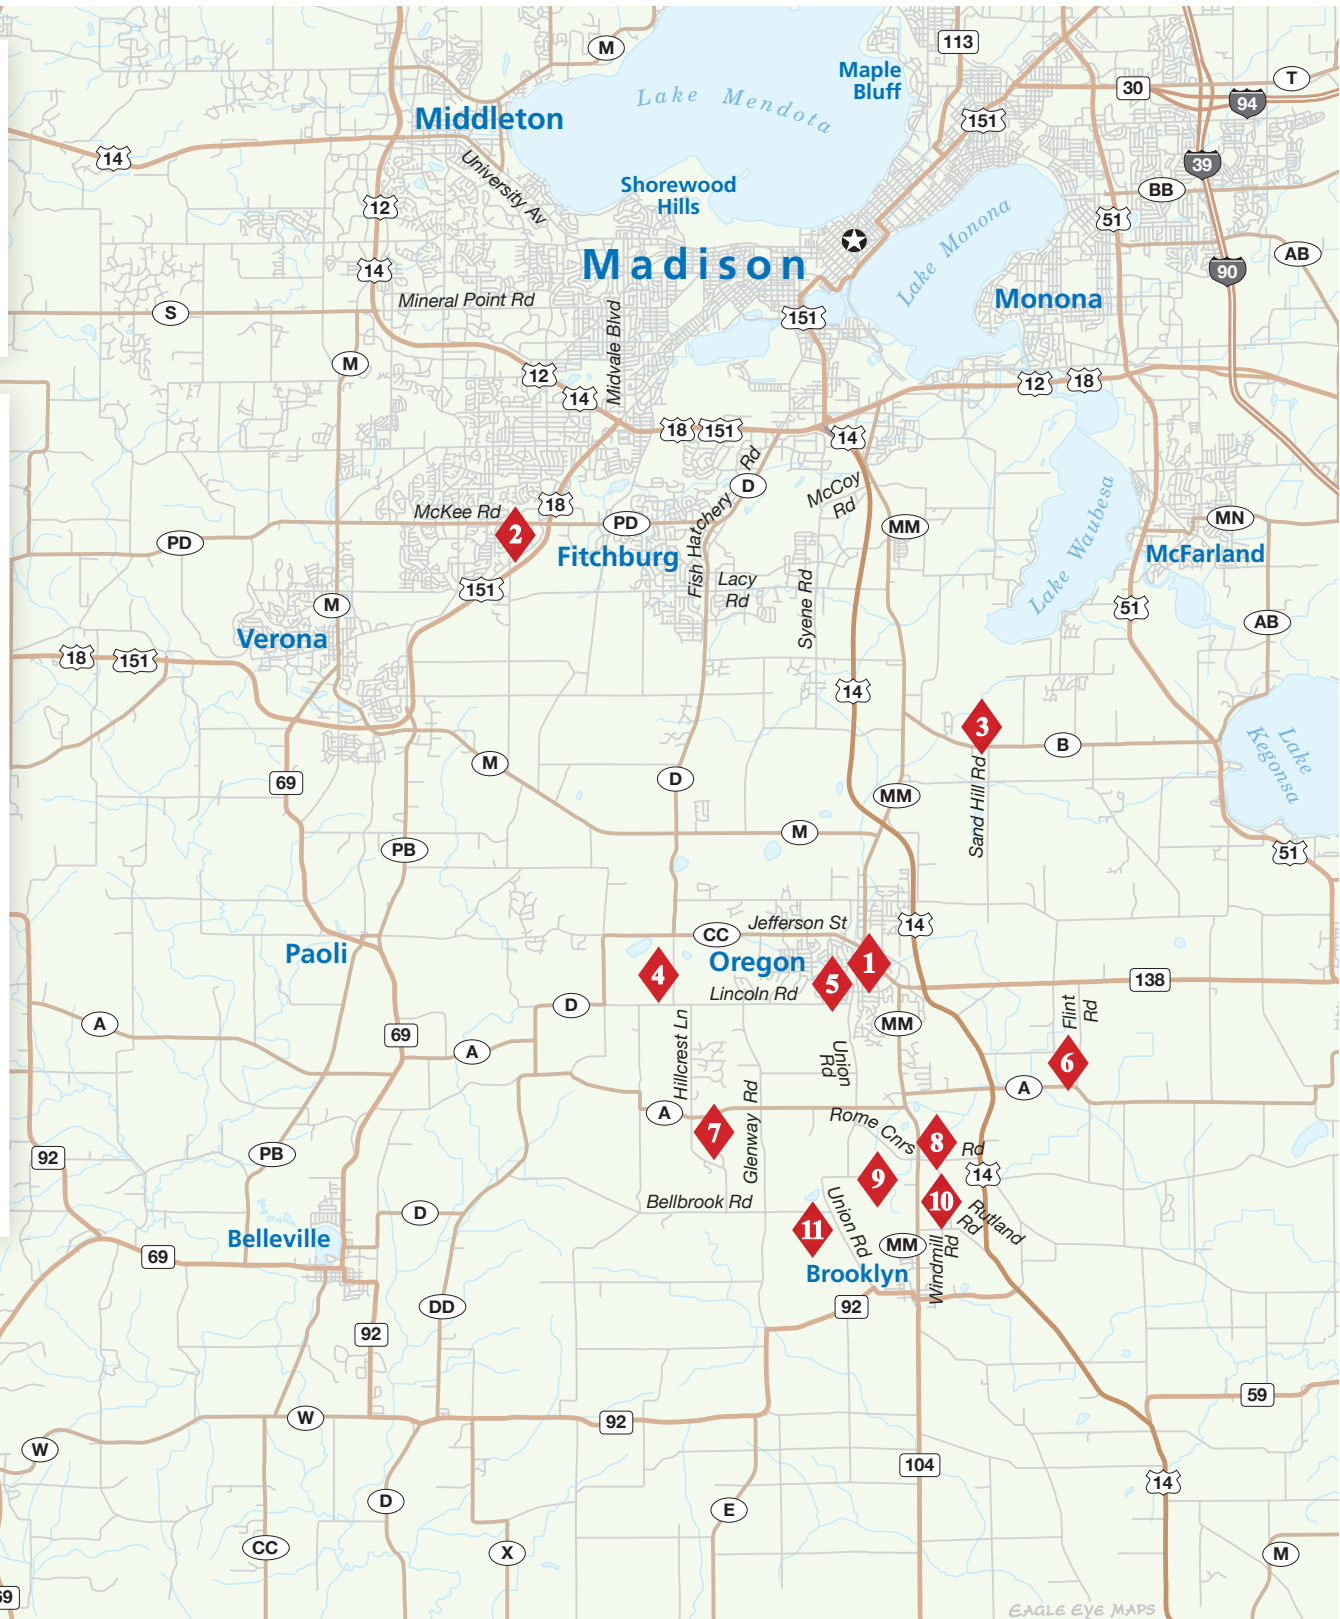 M
113
Maple
Bluff
T
30
94
Lake Mendota
151
Middleton
14
39
University Av
BB
Shorewood
Hills
12
51
Lake Monona
AB
Madison
14
90
Mineral Point Rd
Monona
S
151
Midvale Blvd
M
12
12
18
14
18
151
14
Rd
D
McCoy
Rd
Fish Hatchery
18
McKee Rd
2
PD
MM
MN
PD
Lake Waubesa
Fitchburg
McFarland
151
Lacy
Rd
Syene Rd
M
51
AB
Verona
18
151
14
3
B
Lake
Kegonsa
M
69
D
MM
Sand Hill Rd
M
PB
51
Jefferson St
14
CC
Paoli
Oregon
1
4
5
138
Lincoln Rd
D
Flint
Rd
A
MM
69
Hillcrest Ln
A
Union
Rd
6
A
A
Glenway Rd
7
Rome Cnrs
Rd
8
PB
92
14
9
10
Bellbrook Rd
D
Union Rd
Rutland
Rd
11
Belleville
MM
69
Windmill
Rd
Brooklyn
DD
92
92
59
W
92
W
104
14
D
E
CC
X
M
69
EAGLE EYE MAPS